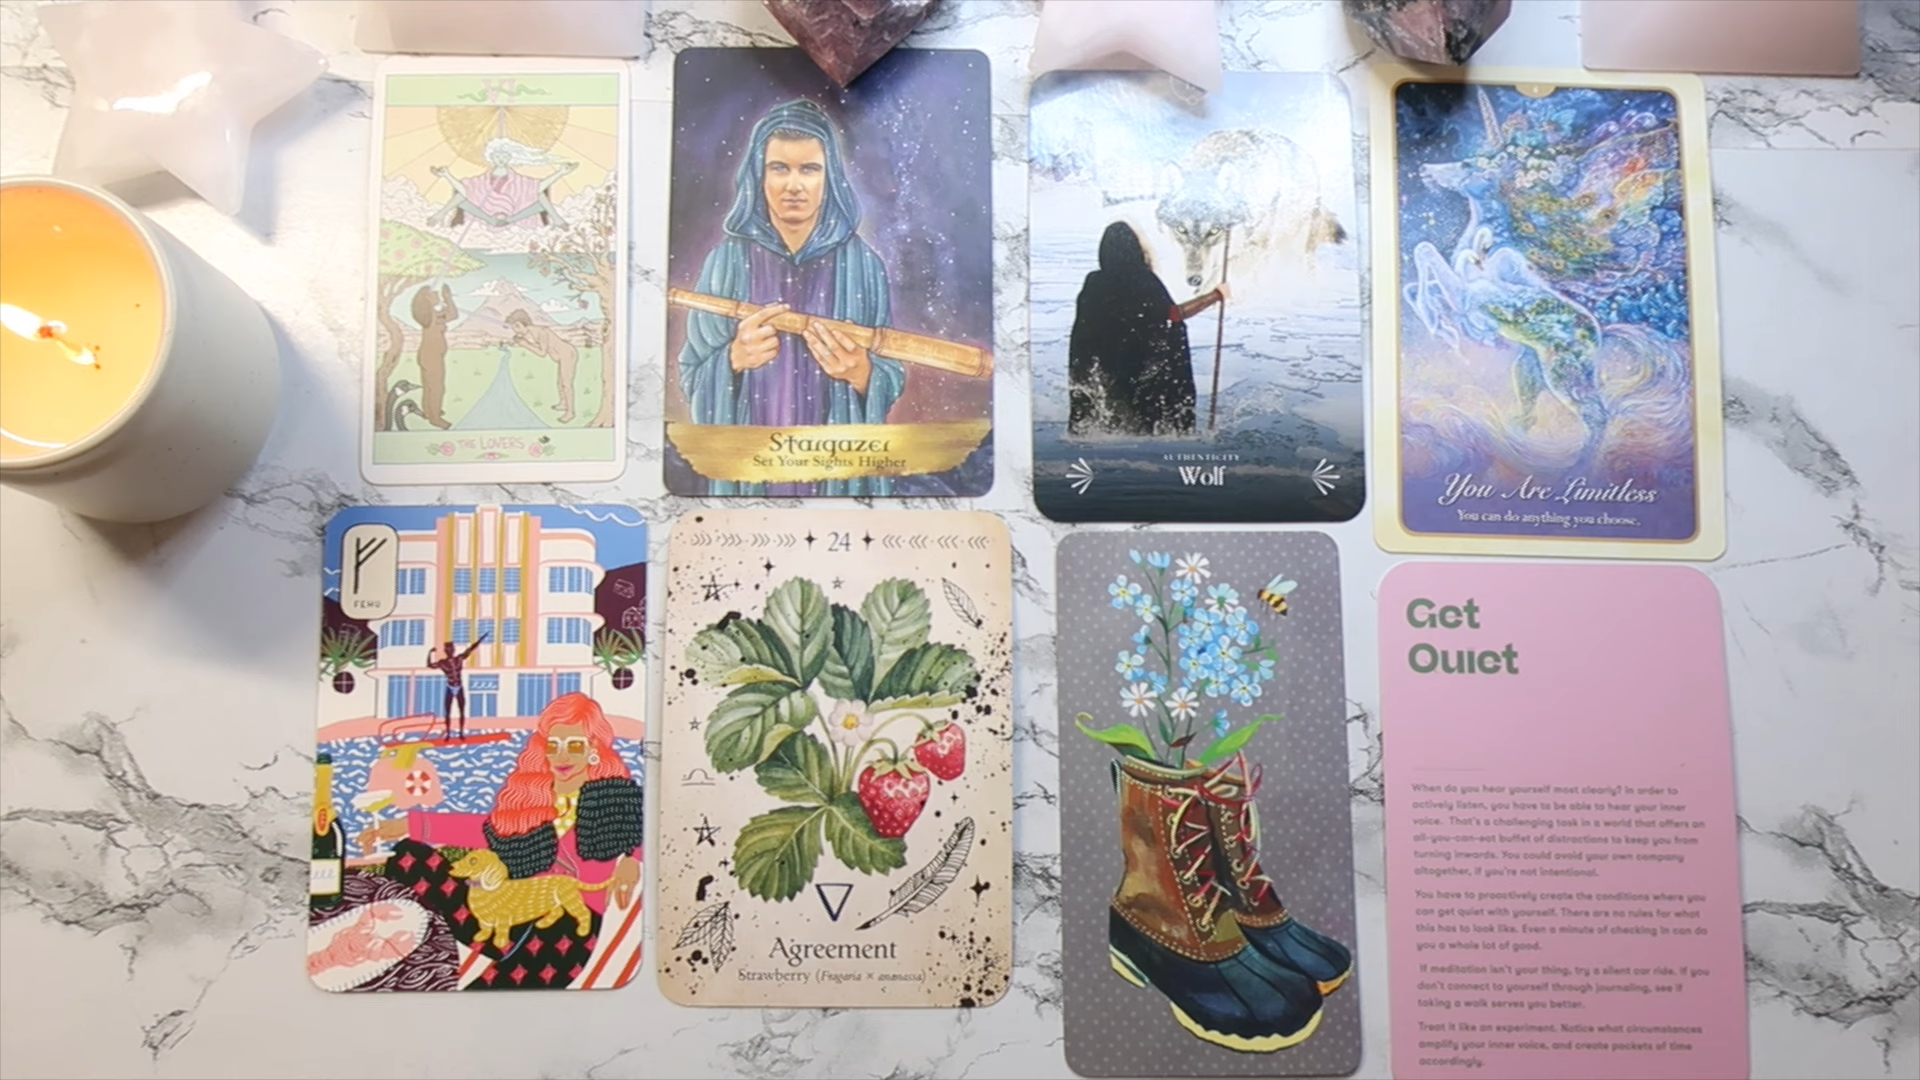 VI
THE LOVERS
Stargazer
Set Your Sights Higher
AUTHENTICITY
Wolf
4
You Are Limitless
You can do anything you choose.
FEHU
24
Agreement
Strawberry (Fragaria × ananassa)
Get
Quiet
When do you hear yourself most clearly? In order to
actively listen, you have to be able to hear your inner
voice. That's a challenging task in a world that offers an
all-you-can-eat buffet of distractions to keep you from
turning inwards. You could avoid your own company
altogether, if you're not intentional.
You have to proactively create the conditions where you
can get quiet with yourself. There are no rules for what
this has to look like. Even a minute of checking in can do
you a whole lot of good.
If meditation isn't your thing, try a silent car ride. If you
don't connect to yourself through journaling, see if
taking a walk serves you better.
Treat it like an experiment. Notice what circumstances
amplify your inner voice, and create pockets of time
accordingly.